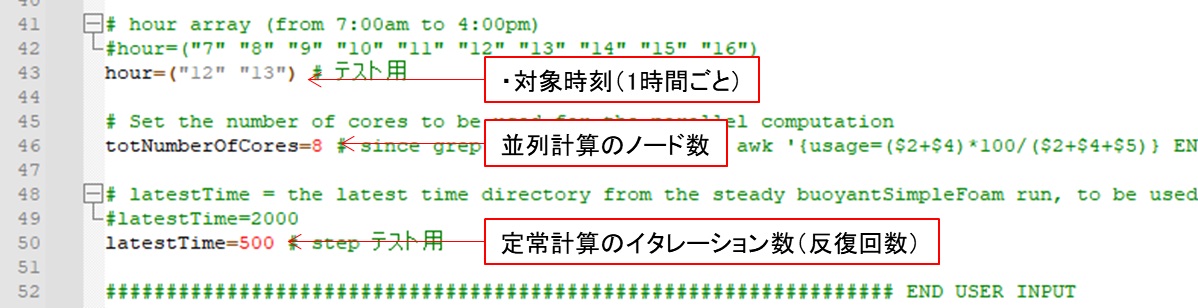 41 # hour array (from 7:00am to 4:00pm)
42 #hour=("7" "8" "9" "10" "11" "12" "13" "14" "15" "16")
43 hour=("12" "13") # テスト用
・対象時刻(1時間ごと)
44
45 # Set the number of cores to be used for the parallel computation
46 totNumberOfCores=8 # since grep awk '{usage=($2+$4)*100/($2+$4+$5)} EN
並列計算のノード数
47
48 # latestTime = the latest time directory from the steady buoyantSimpleFoam run, to be used
49 #latestTime=2000
50 latestTime=500 # step テスト用
定常計算のイタレーション数(反復回数)
51
52 ################################################################# END USER INPUT